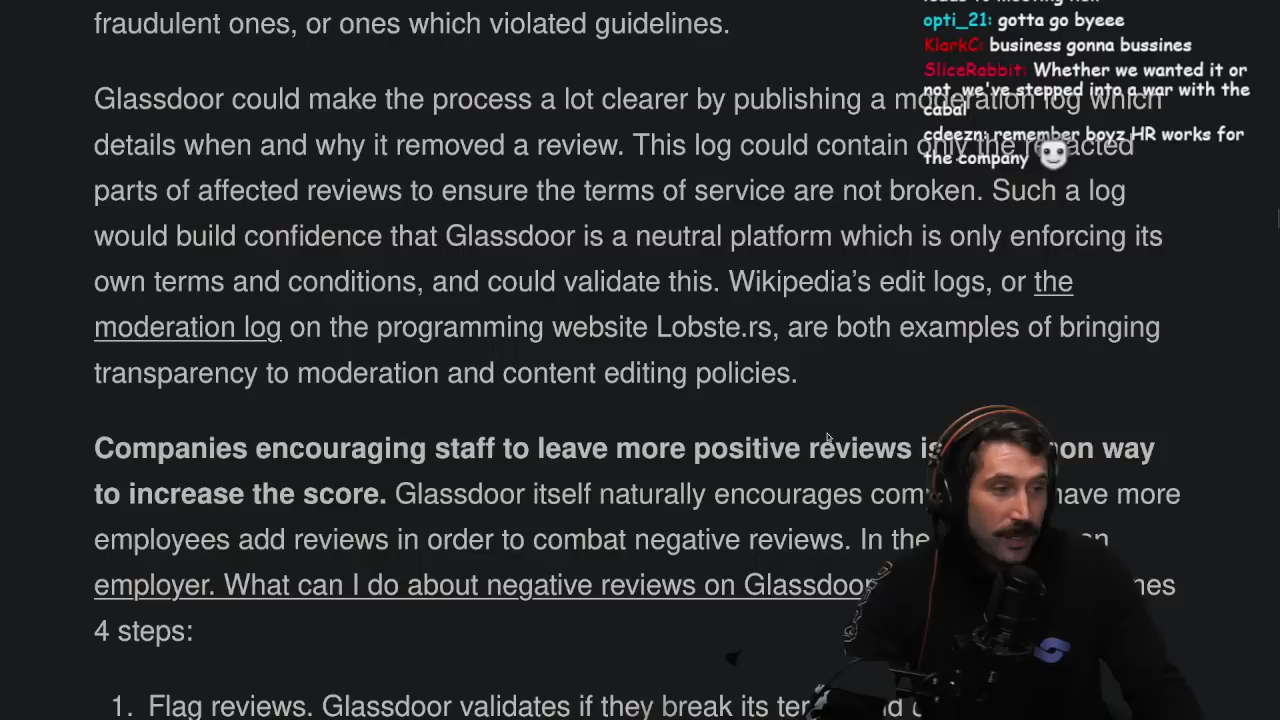 fraudulent ones, or ones which violated guidelines.
Glassdoor could make the process a lot clearer by publishing a moderation log which
details when and why it removed a review. This log could contain only the redacted
parts of affected reviews to ensure the terms of service are not broken. Such a log
would build confidence that Glassdoor is a neutral platform which is only enforcing its
own terms and conditions, and could validate this. Wikipedia’s edit logs, or the
moderation log on the programming website Lobste.rs, are both examples of bringing
transparency to moderation and content editing policies.
Companies encouraging staff to leave more positive reviews is way
to increase the score. Glassdoor itself naturally encourages have more
employees add reviews in order to combat negative reviews. In the
employer. What can I do about negative reviews on Glassdoor
4 steps:
1. Flag reviews. Glassdoor validates if they break its
opti_21: gotta go byeee
KlarkC: business gonna bussines
SliceRabbit: Whether we wanted it or
not, we've stepped into a war with the
cabal
cdeezn: remember boyz HR works for
the company